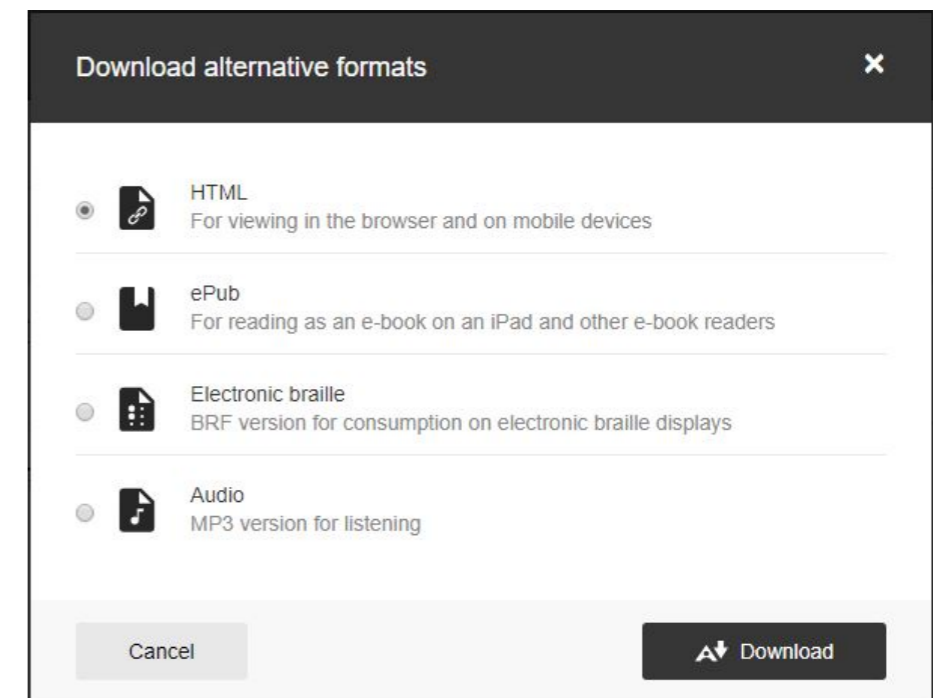 Download alternative formats
HTML
For viewing in the browser and on mobile devices
ePub
For reading as an e-book on an iPad and other e-book readers
Electronic braille
BRF version for consumption on electronic braille displays
Audio
MP3 version for listening
Cancel
Download